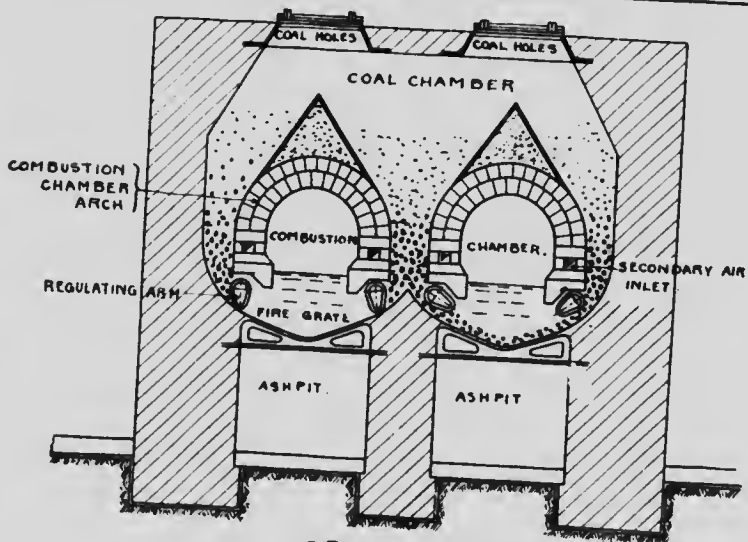 COAL HOLES
COAL HOLES
COAL CHAMBER
COMBUSTION
CHAMBER
ARCH
COMBUSTION
CHAMBER.
SECONDARY AIR
INLET
REGULATING ARM
FIRE GRATE
ASHPIT.
ASHPIT